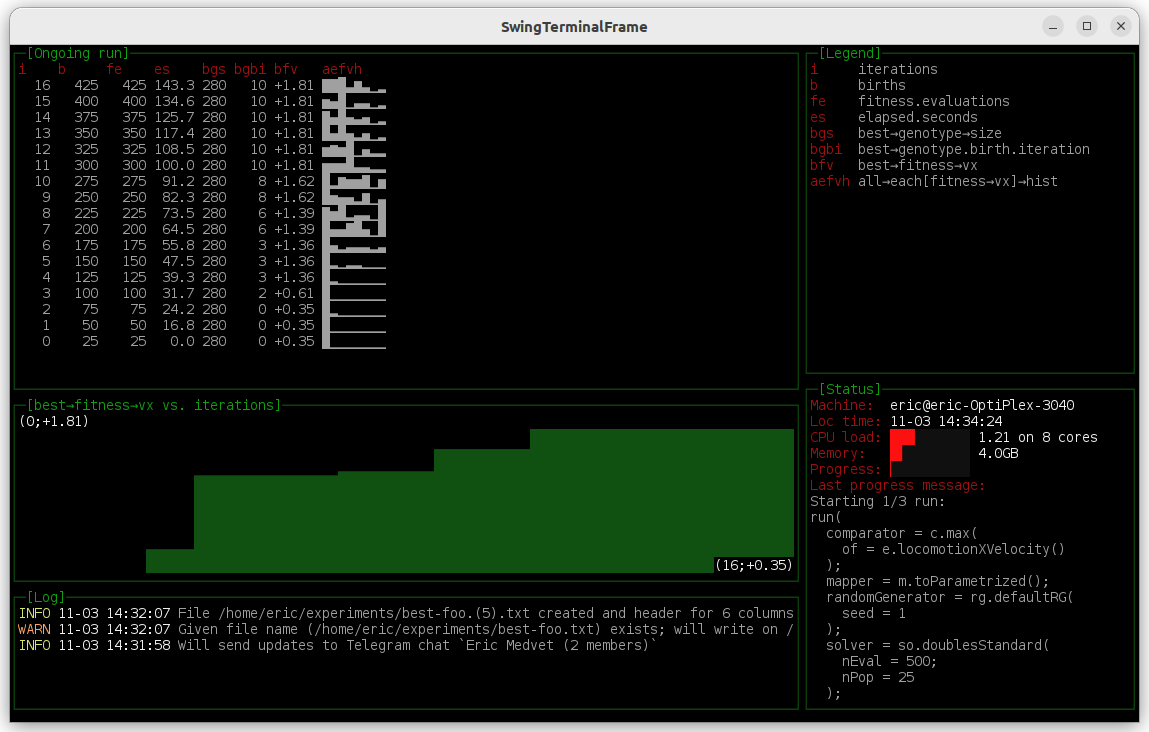 SwingTerminalFrame
[Ongoing run]
i b fe es bgs bgbi bfv aefvh
16 425 425 143.3 280 10 +1.81
15 400 400 134.6 280 10 +1.81
14 375 375 125.7 280 10 +1.81
13 350 350 117.4 280 10 +1.81
12 325 325 108.5 280 10 +1.81
11 300 300 100.0 280 10 +1.81
10 275 275 91.2 280 8 +1.62
9 250 250 82.3 280 8 +1.62
8 225 225 73.5 280 6 +1.39
7 200 200 64.5 280 6 +1.39
6 175 175 55.8 280 3 +1.36
5 150 150 47.5 280 3 +1.36
4 125 125 39.3 280 3 +1.36
3 100 100 31.7 280 2 +0.61
2 75 75 24.2 280 0 +0.35
1 50 50 16.8 280 0 +0.35
0 25 25 0.0 280 0 +0.35
[Legend]
i iterations
b births
fe fitness.evaluations
es elapsed.seconds
bgs best→genotype→size
bgbi best→genotype.birth.iteration
bfv best→fitness→vx
aefvh all→each[fitness→vx]→hist
[best→fitness→vx vs. iterations]
(0;+1.81)
(16;+0.35)
[Log]
INFO 11-03 14:32:07 File /home/eric/experiments/best-foo.(5).txt created and header for 6 columns
WARN 11-03 14:32:07 Given file name (/home/eric/experiments/best-foo.txt) exists; will write on /
INFO 11-03 14:31:58 Will send updates to Telegram chat `Eric Medvet (2 members)`
[Status]
Machine: eric@eric-OptiPlex-3040
Loc time: 11-03 14:34:24
CPU load: 1.21 on 8 cores
Memory: 4.0GB
Progress:
Last progress message:
Starting 1/3 run:
run(
comparator = c.max(
of = e.locomotionXVelocity()
);
mapper = m.toParametrized();
randomGenerator = rg.defaultRG(
seed = 1
);
solver = so.doublesStandard(
nEval = 500;
nPop = 25
);